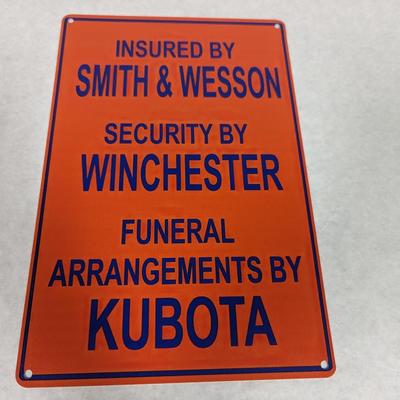 INSURED BY
SMITH & WESSON
SECURITY BY
WINCHESTER
FUNERAL
ARRANGEMENTS BY
KUBOTA